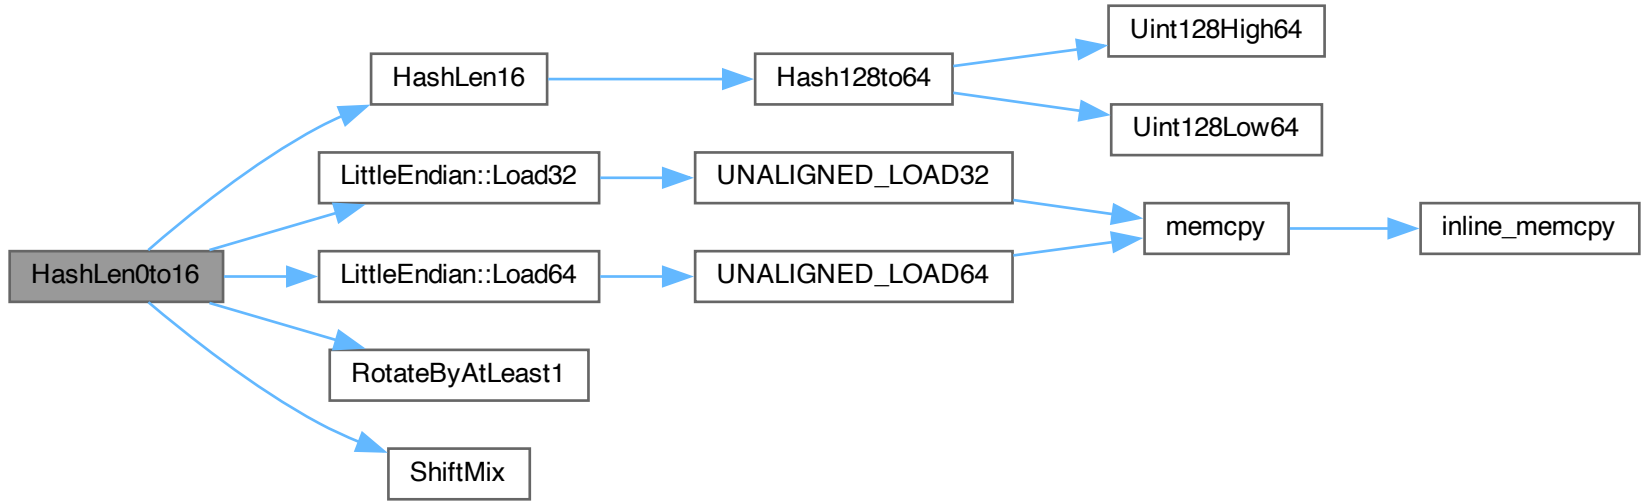 Uint128High64
HashLen16
Hash128to64
Uint128Low64
LittleEndian::Load32
UNALIGNED_LOAD32
memcpy
inline_memcpy
HashLen0to16
LittleEndian::Load64
UNALIGNED_LOAD64
RotateByAtLeast1
ShiftMix